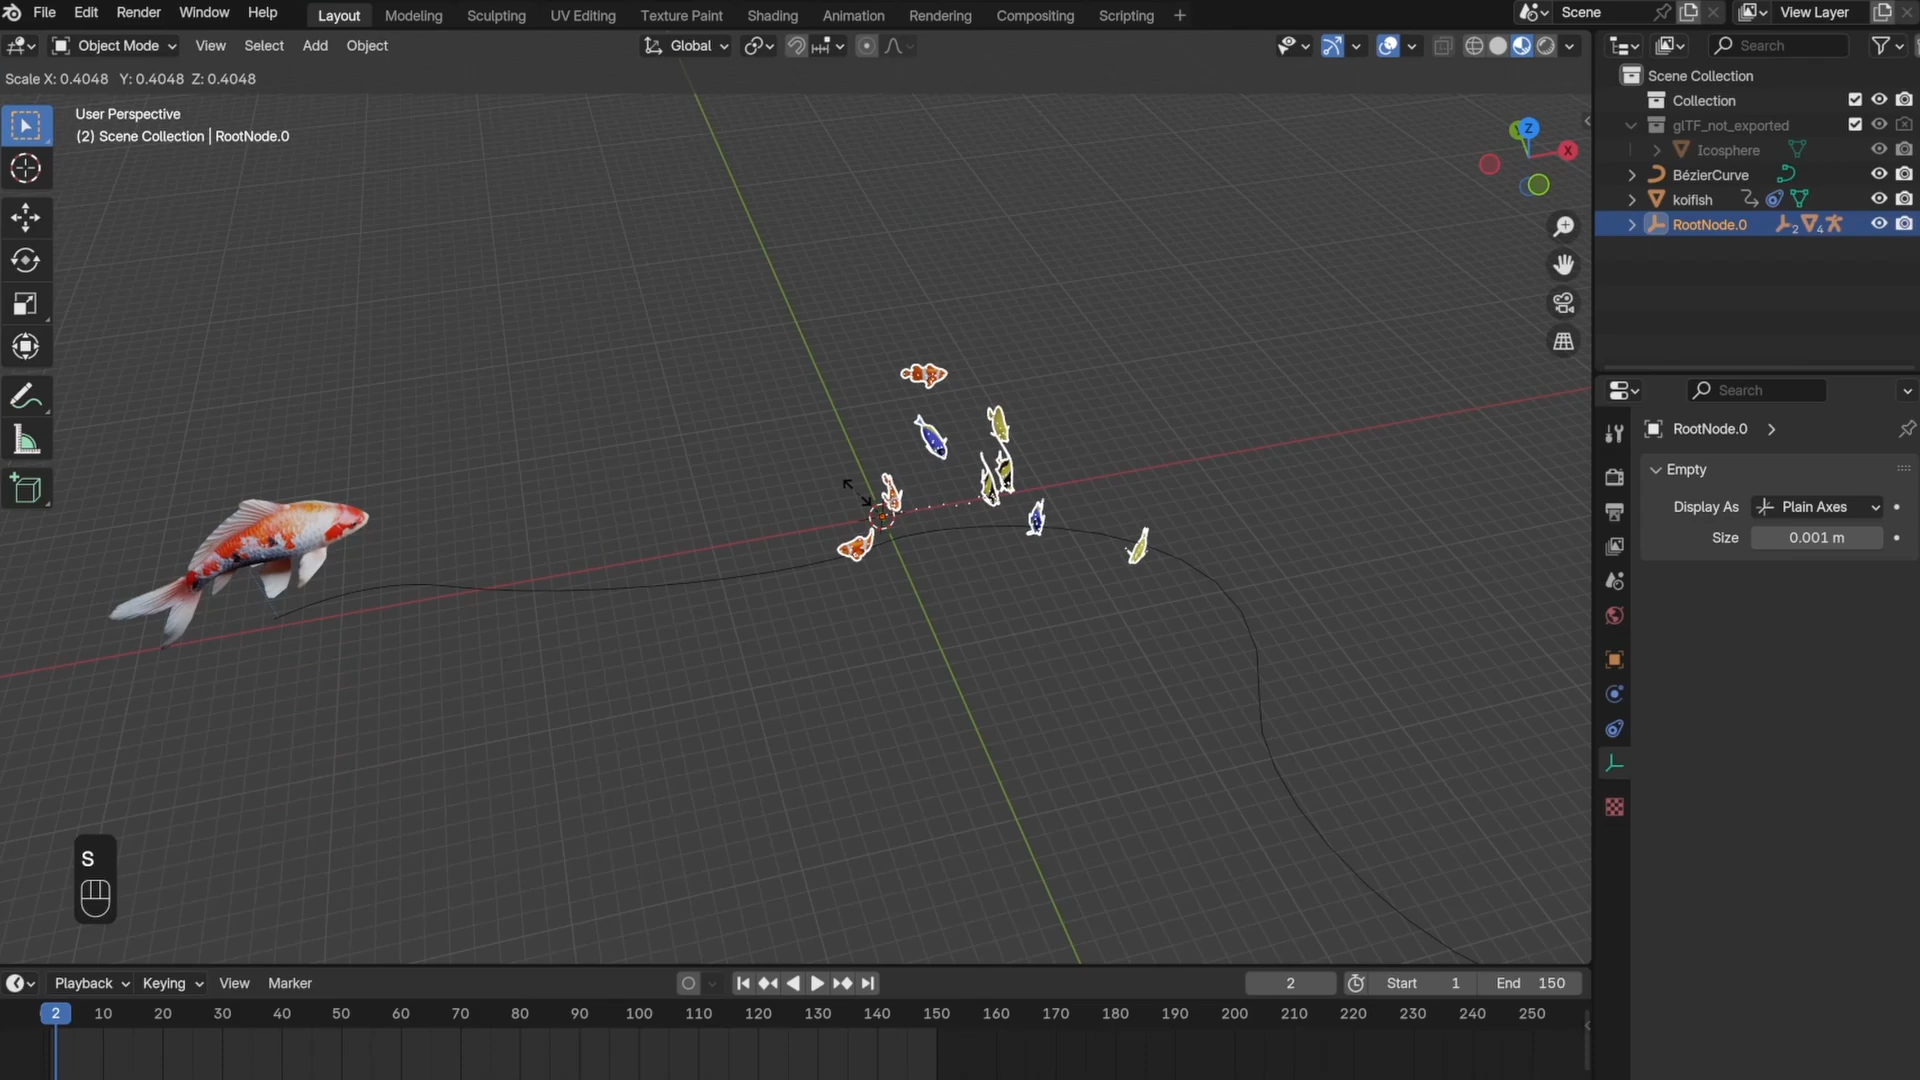 File Edit Render Window Help Layout Modeling Sculpting UV Editing Texture Paint Shading Animation Rendering Compositing Scripting Scene View Layer
Object Mode View Select Add Object Global Search
Scale X: 0.4048 Y: 0.4048 Z: 0.4048
User Perspective
(2) Scene Collection | RootNode.0
Z
Y
X
Scene Collection
Collection
glTF_not_exported
Icosphere
BézierCurve
koifish
RootNode.0 2 4
Search
RootNode.0
Empty
Display As Plain Axes
Size 0.001 m
S
Playback Keying View Marker 2 Start 1 End 150
2 10 20 30 40 50 60 70 80 90 100 110 120 130 140 150 160 170 180 190 200 210 220 230 240 250